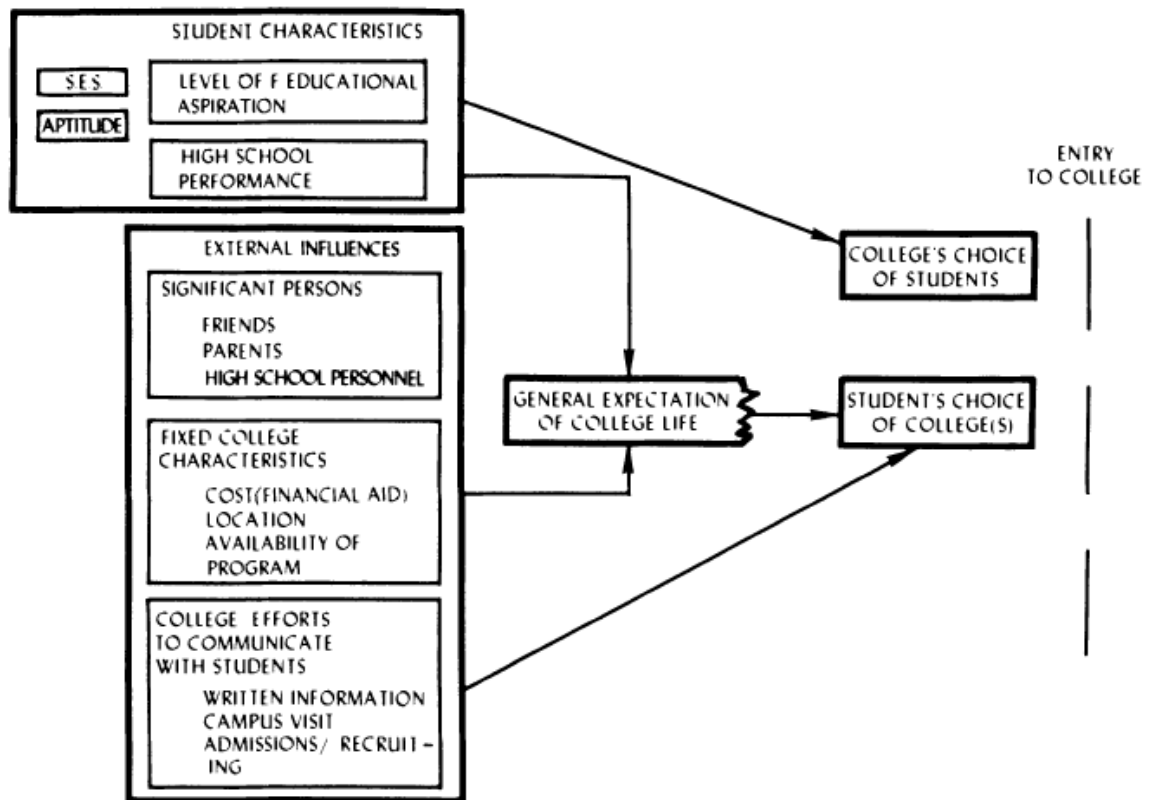 STUDENT CHARACTERISTICS
S.E.S.
APTITUDE
LEVEL OF F EDUCATIONAL
ASPIRATION
HIGH SCHOOL
PERFORMANCE
EXTERNAL INFLUENCES
SIGNIFICANT PERSONS
FRIENDS
PARENTS
HIGH SCHOOL PERSONNEL
FIXED COLLEGE
CHARACTERISTICS
COST(FINANCIAL AID)
LOCATION
AVAILABILITY OF
PROGRAM
COLLEGE EFFORTS
TO COMMUNICATE
WITH STUDENTS
WRITTEN INFORMATION
CAMPUS VISIT
ADMISSIONS/ RECRUIT-
ING
GENERAL EXPECTATION
OF COLLEGE LIFE
COLLEGE'S CHOICE
OF STUDENTS
STUDENT'S CHOICE
OF COLLEGE(S)
ENTRY
TO COLLEGE